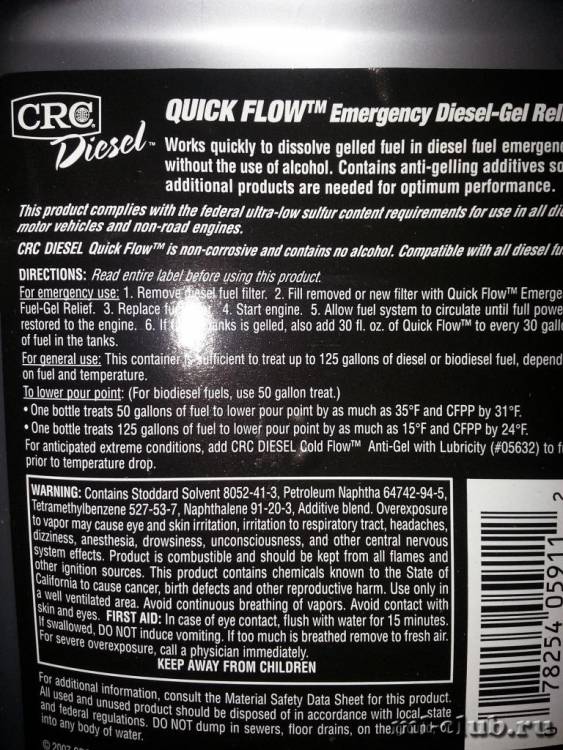 CRC
Diesel™
QUICK FLOW™ Emergency Diesel-Gel Rel
Works quickly to dissolve gelled fuel in diesel fuel emergen
without the use of alcohol. Contains anti-gelling additives so
additional products are needed for optimum performance.
This product complies with the federal ultra-low sulfur content requirements for use in all di
motor vehicles and non-road engines.
CRC DIESEL Quick Flow™ is non-corrosive and contains no alcohol. Compatible with all diesel fu
DIRECTIONS: Read entire label before using this product.
For emergency use: 1. Remove diesel fuel filter. 2. Fill removed or new filter with Quick Flow™ Emerge
Fuel-Gel Relief. 3. Replace 4. Start engine. 5. Allow fuel system to circulate until full powe
restored to the engine. 6. If tanks is gelled, also add 30 fl. oz. of Quick Flow™ to every 30 gall
of fuel in the tanks.
For general use: This container is sufficient to treat up to 125 gallons of diesel or biodiesel fuel, depend
on fuel and temperature.
To lower pour point: (For biodiesel fuels, use 50 gallon treat.)
• One bottle treats 50 gallons of fuel to lower pour point by as much as 35°F and CFPP by 31°F.
• One bottle treats 125 gallons of fuel to lower pour point by as much as 15°F and CFPP by 24°F.
For anticipated extreme conditions, add CRC DIESEL Cold Flow™ Anti-Gel with Lubricity (#05632) to f
prior to temperature drop.
WARNING: Contains Stoddard Solvent 8052-41-3, Petroleum Naphtha 64742-94-5,
Tetramethylbenzene 527-53-7, Naphthalene 91-20-3, Additive blend. Overexposure
to vapor may cause eye and skin irritation, irritation to respiratory tract, headaches,
dizziness, anesthesia, drowsiness, unconsciousness, and other central nervous
system effects. Product is combustible and should be kept from all flames and
other ignition sources. This product contains chemicals known to the State of
California to cause cancer, birth defects and other reproductive harm. Use only in
a well ventilated area. Avoid continuous breathing of vapors. Avoid contact with
skin and eyes. FIRST AID: In case of eye contact, flush with water for 15 minutes.
If swallowed, DO NOT induce vomiting. If too much is breathed remove to fresh air.
For severe overexposure, call a physician immediately.
KEEP AWAY FROM CHILDREN
For additional information, consult the Material Safety Data Sheet for this product.
All used and unused product should be disposed of in accordance with local, state
and federal regulations. DO NOT dump in sewers, floor drains, on the
into any body of water.
© 2007
78254 05911 2